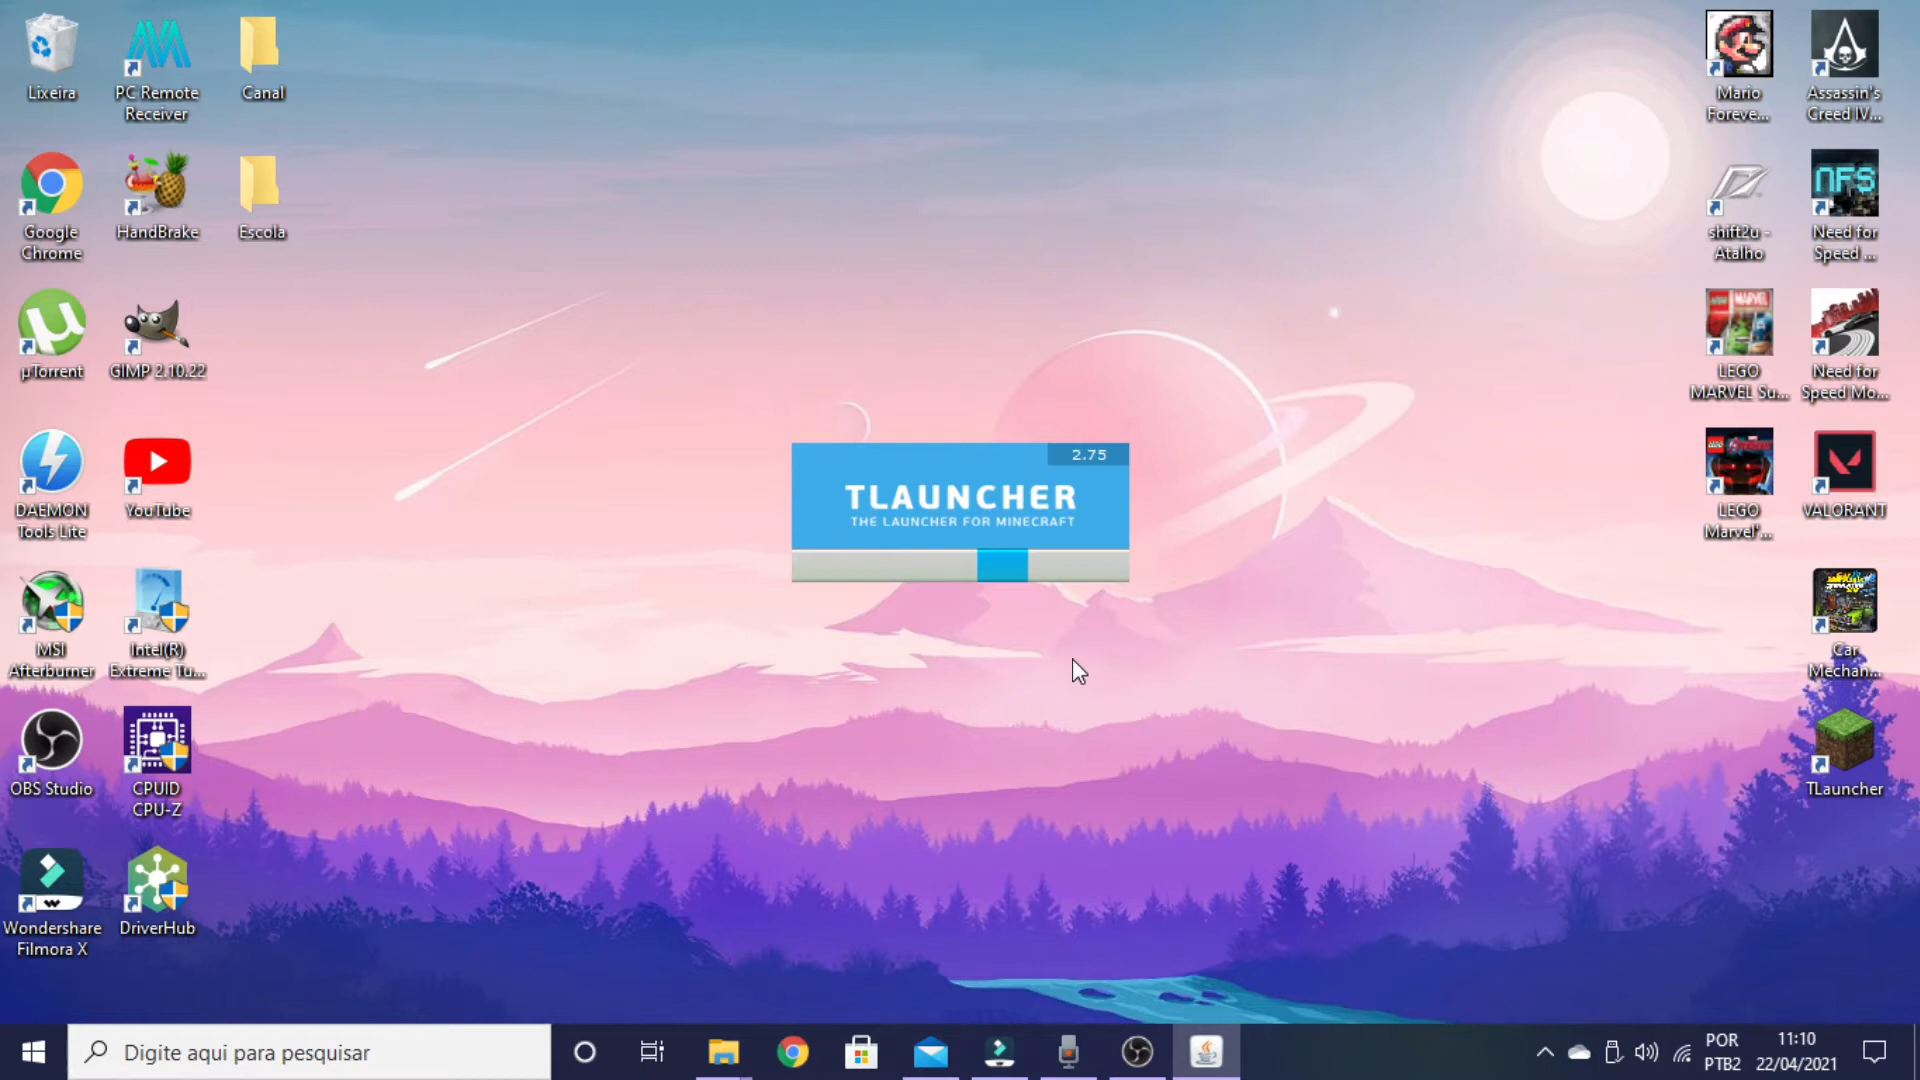 Lixeira
PC Remote
Receiver
Canal
Google
Chrome
HandBrake
Escola
µTorrent
GIMP 2.10.22
DAEMON
Tools Lite
YouTube
MSI
Afterburner
Intel(R)
Extreme Tu...
OBS Studio
CPUID
CPU-Z
Wondershare
Filmora X
DriverHub
2.75
TLAUNCHER
THE LAUNCHER FOR MINECRAFT
Mario
Foreve...
Assassin's
Creed IV...
shift2u -
Atalho
NFS
Need for
Speed ...
LEGO
MARVEL Su...
Need for
Speed Mo...
LEGO
Marvel'...
VALORANT
Car
Mechan...
TLauncher
Digite aqui para pesquisar
POR
PTB2
11:10
22/04/2021